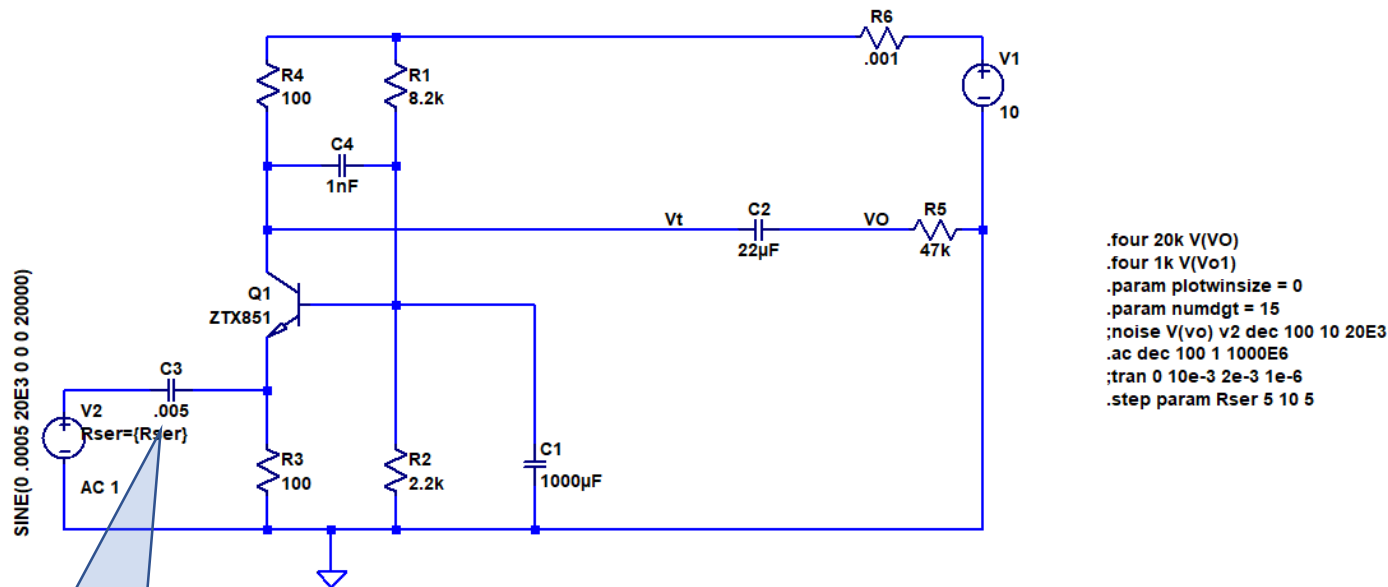 R6
.001
V1
10
R4
100
R1
8.2k
C4
1nF
Vt
C2
22µF
VO
R5
47k
Q1
ZTX851
C3
.005
V2
Rser={Rser}
AC 1
SINE(0 .0005 20E3 0 0 0 20000)
R3
100
R2
2.2k
C1
1000µF
.four 20k V(VO)
.four 1k V(Vo1)
.param plotwinsize = 0
.param numdgt = 15
;noise V(vo) v2 dec 100 10 20E3
.ac dec 100 1 1000E6
;tran 0 10e-3 2e-3 1e-6
.step param Rser 5 10 5